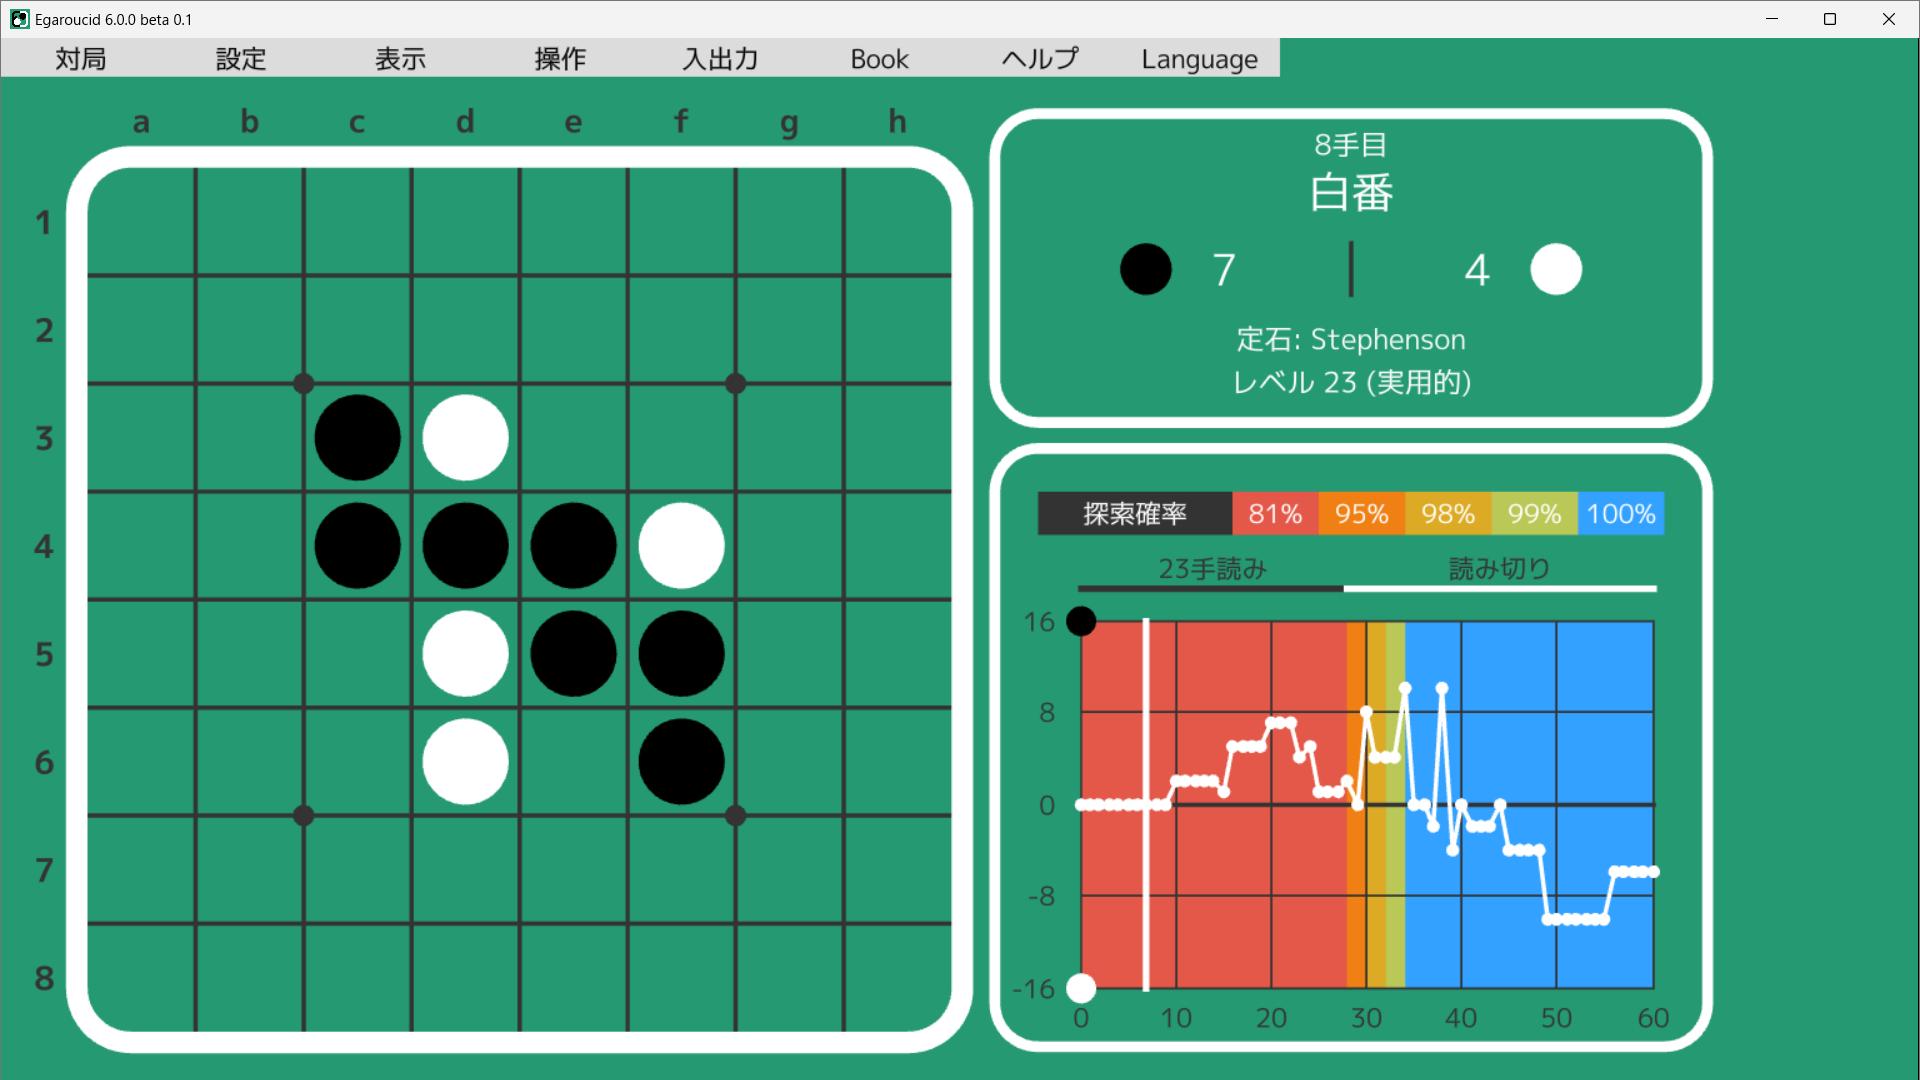 Egaroucid 6.0.0 beta 0.1
対局 設定 表示 操作 入出力 Book ヘルプ Language
a b c d e f g h
1
2
3
4
5
6
7
8
8手目
白番
7 4
定石: Stephenson
レベル 23 (実用的)
探索確率 81% 95% 98% 99% 100%
23手読み 読み切り
16
8
0
-8
-16
0 10 20 30 40 50 60